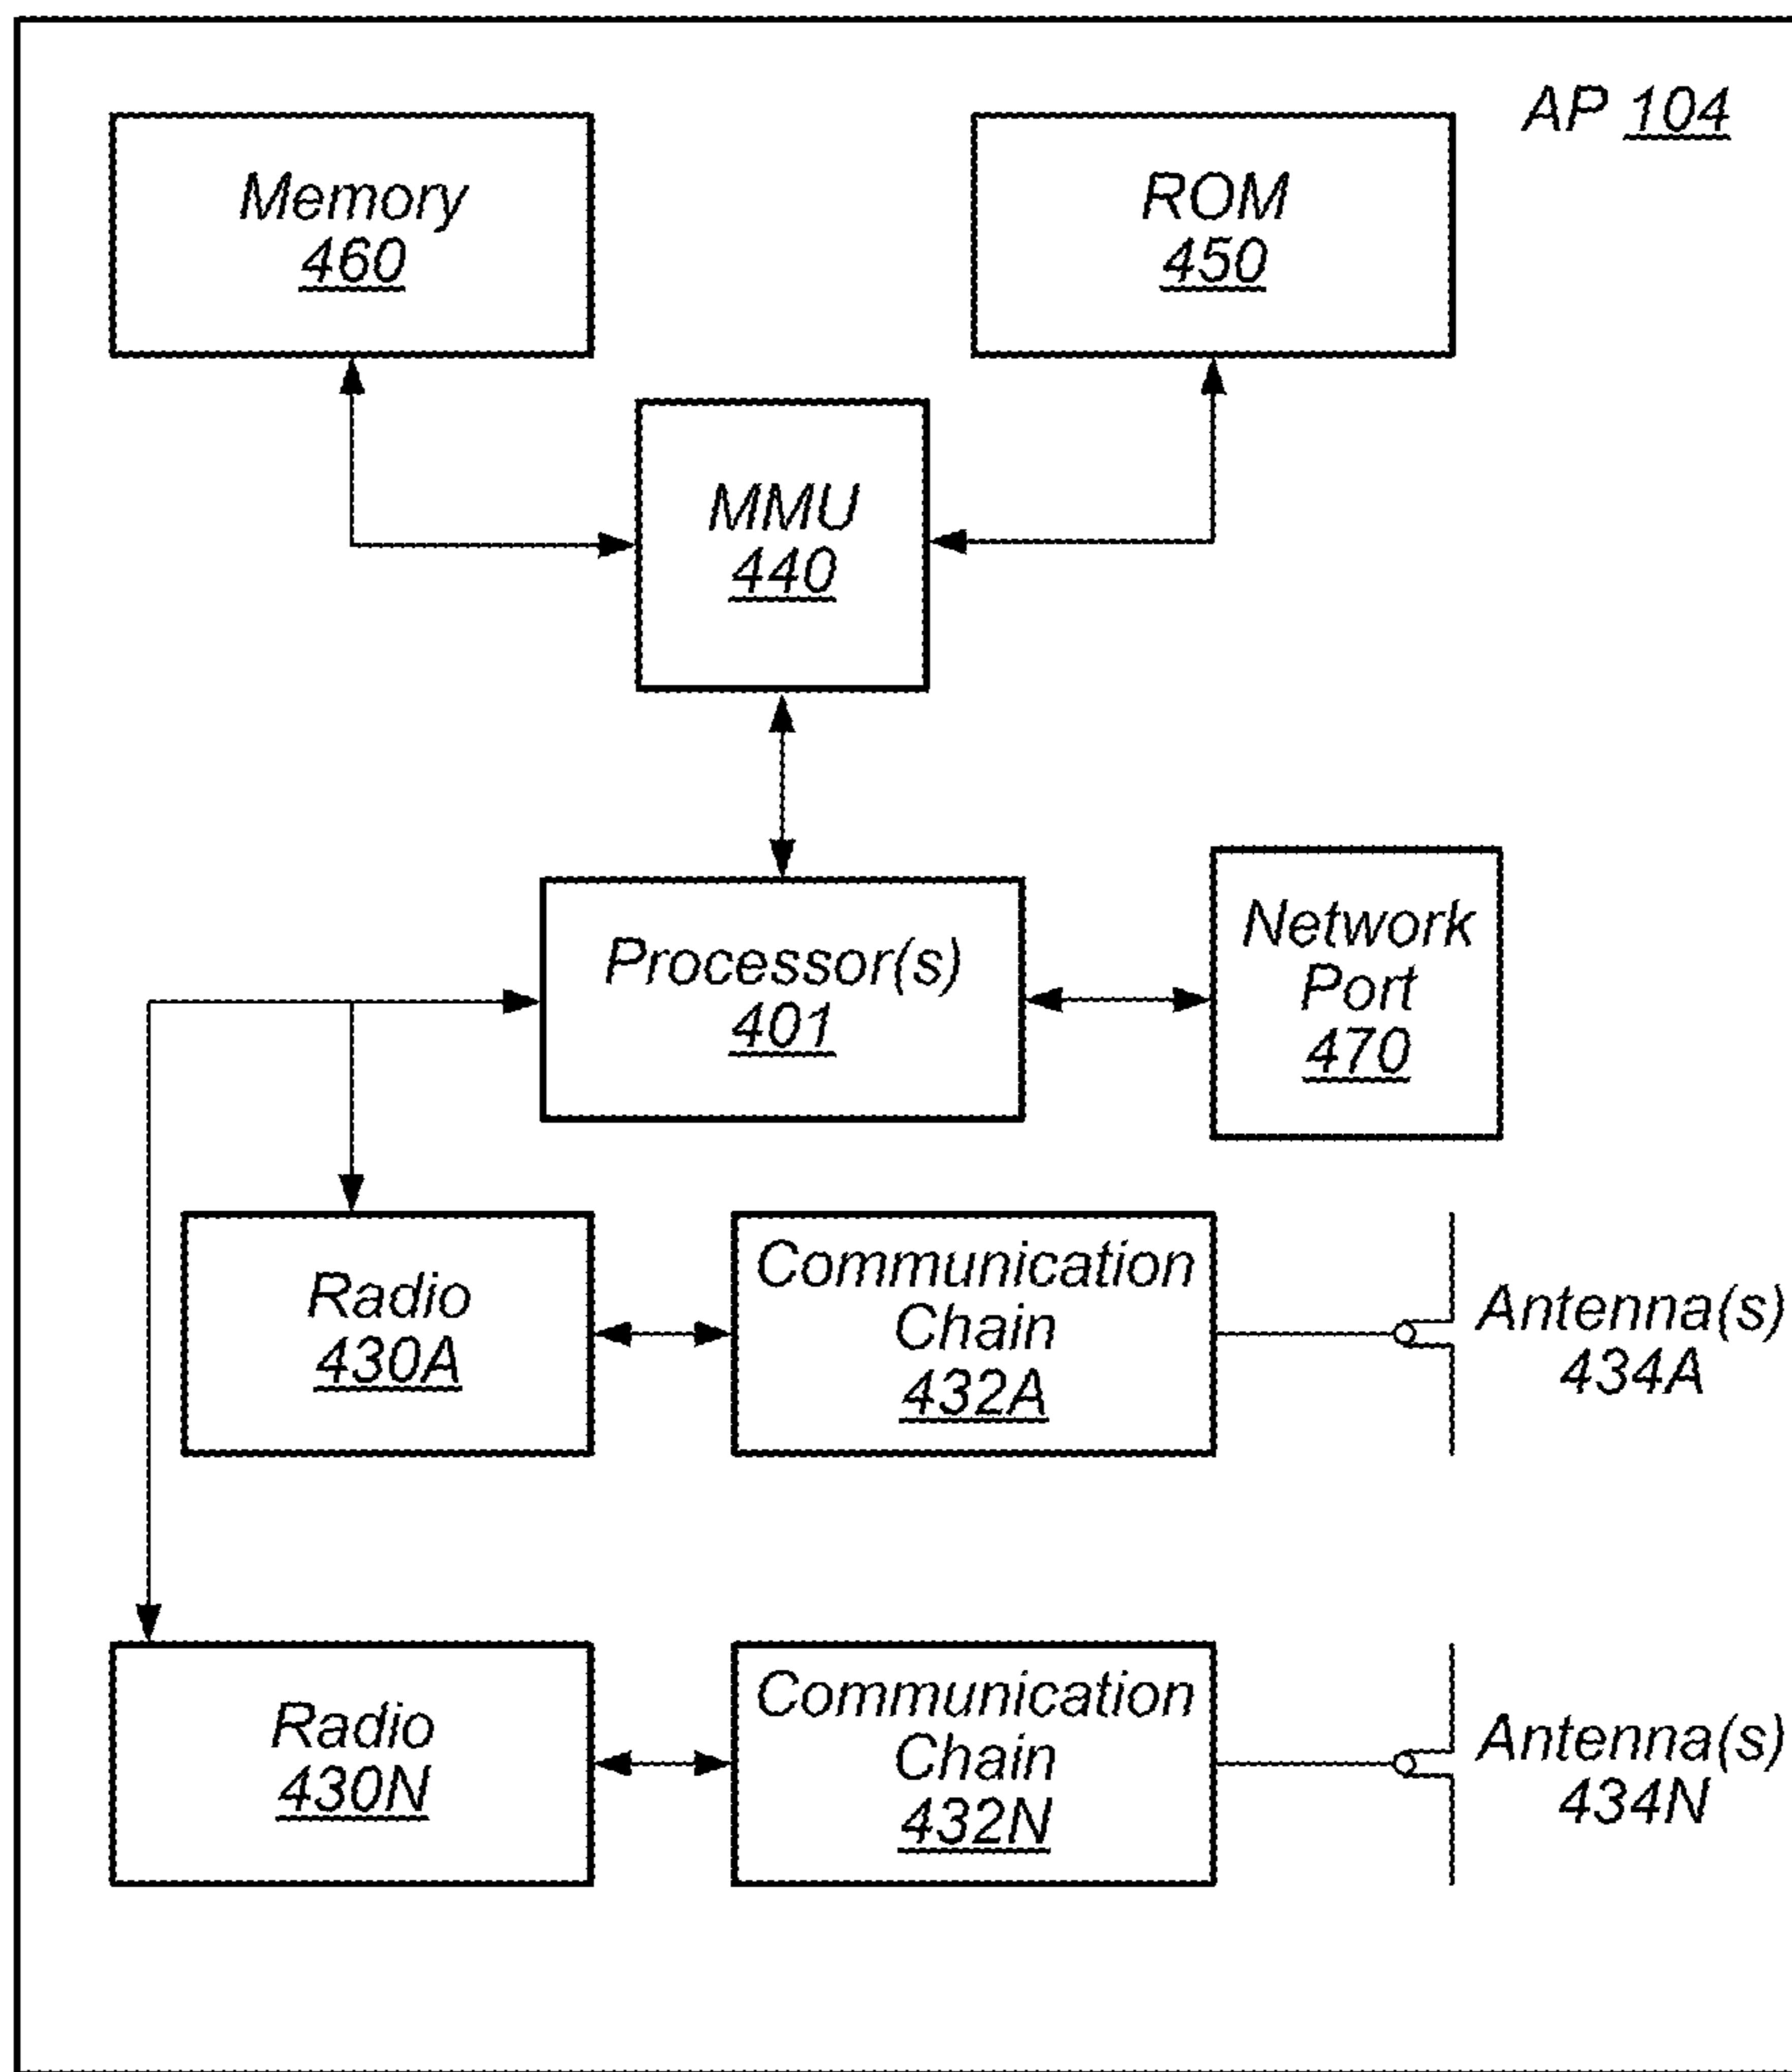 AP 104
Memory
460
ROM
450
MMU
440
Processor(s)
401
Network
Port
470
Radio
430A
Communication
Chain
432A
Antenna(s)
434A
Radio
430N
Communication
Chain
432N
Antenna(s)
434N